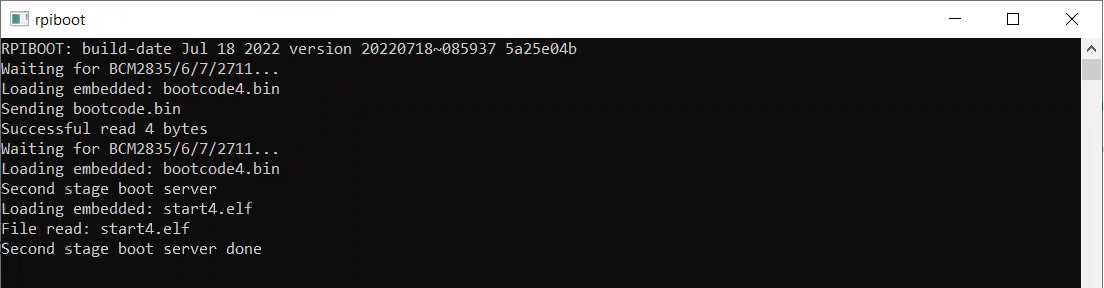 rpiboot
RPIBOOT: build-date Jul 18 2022 version 20220718~085937 5a25e04b
Waiting for BCM2835/6/7/2711...
Loading embedded: bootcode4.bin
Sending bootcode.bin
Successful read 4 bytes
Waiting for BCM2835/6/7/2711...
Loading embedded: bootcode4.bin
Second stage boot server
Loading embedded: start4.elf
File read: start4.elf
Second stage boot server done